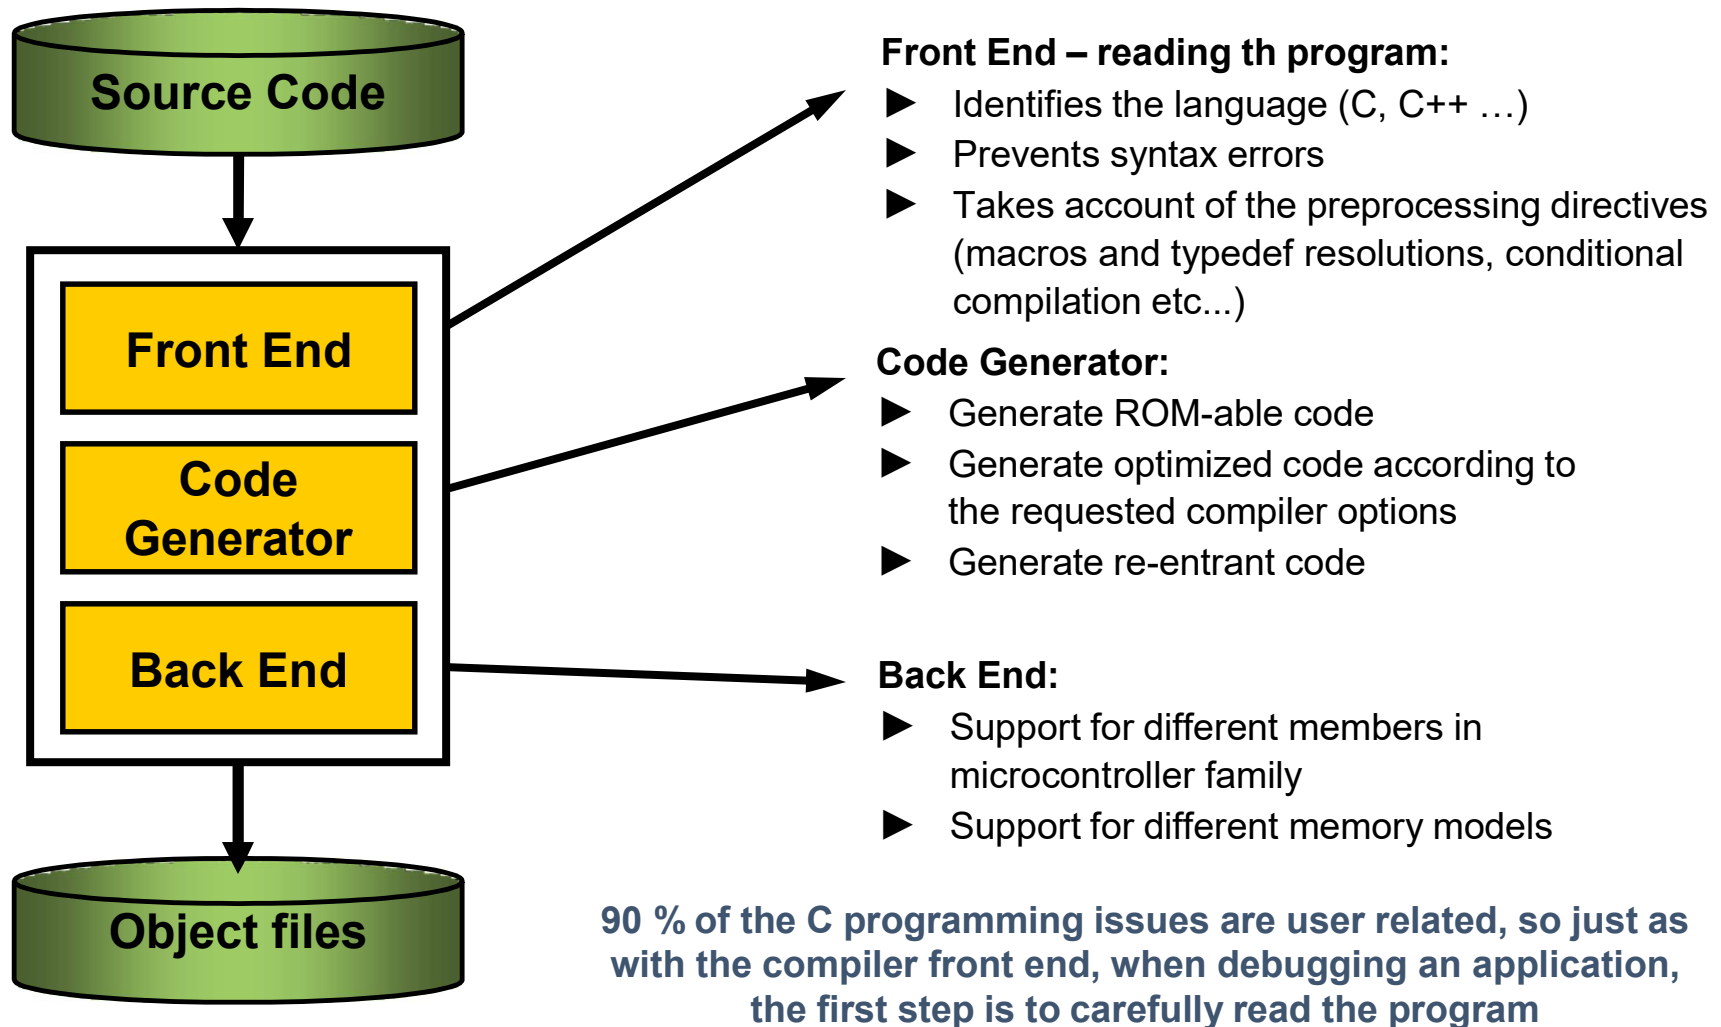 Source Code
Front End
Code
Generator
Back End
Object files
Front End – reading th program:
► Identifies the language (C, C++ …)
► Prevents syntax errors
► Takes account of the preprocessing directives
(macros and typedef resolutions, conditional
compilation etc...)
Code Generator:
► Generate ROM-able code
► Generate optimized code according to
the requested compiler options
► Generate re-entrant code
Back End:
► Support for different members in
microcontroller family
► Support for different memory models
90 % of the C programming issues are user related, so just as
with the compiler front end, when debugging an application,
the first step is to carefully read the program